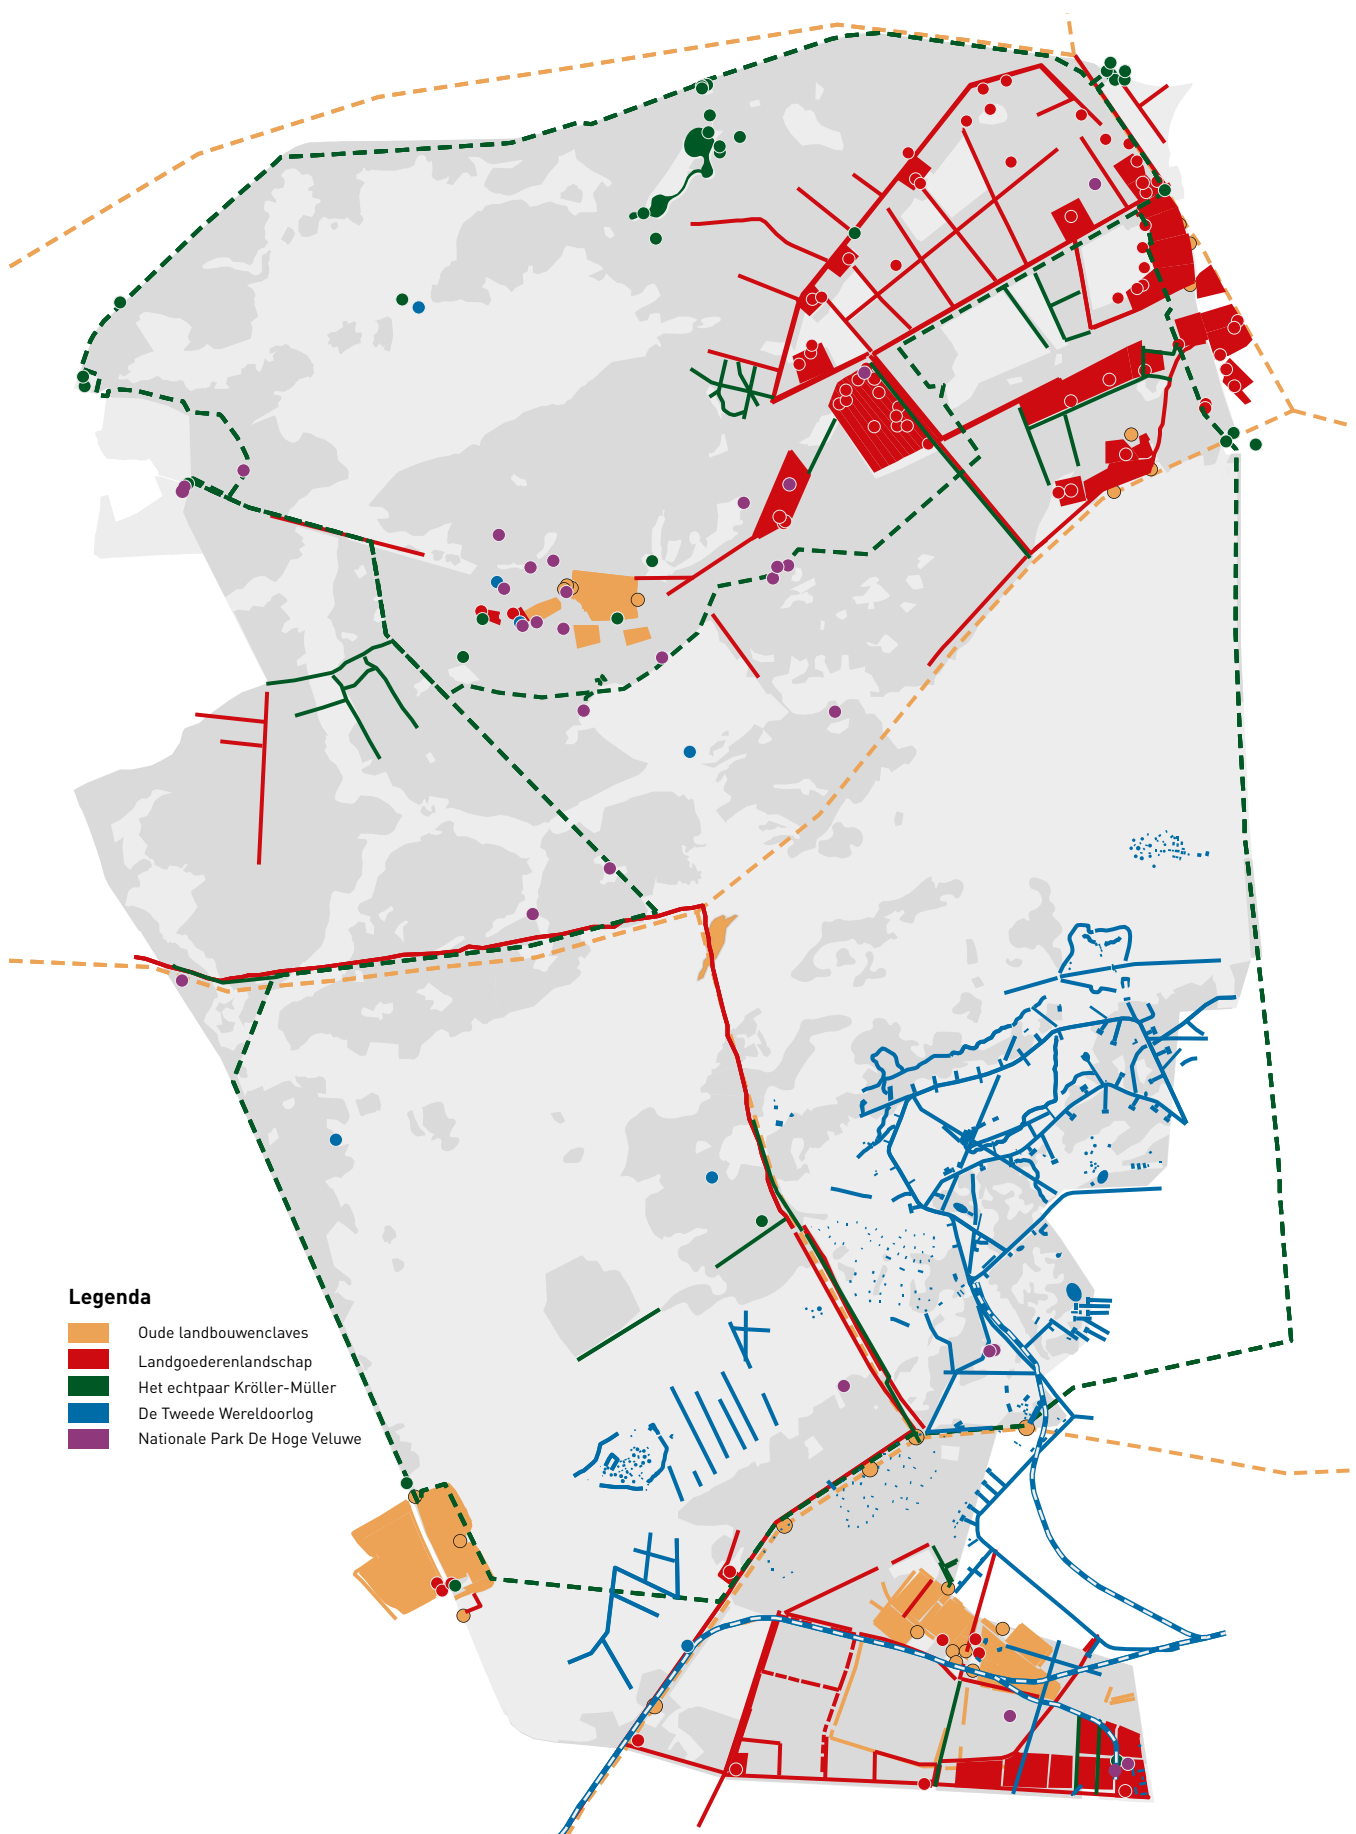 Legenda
Oude landbouwenclaves
Landgoederenlandschap
Het echtpaar Kröller-Müller
De Tweede Wereldoorlog
Nationale Park De Hoge Veluwe